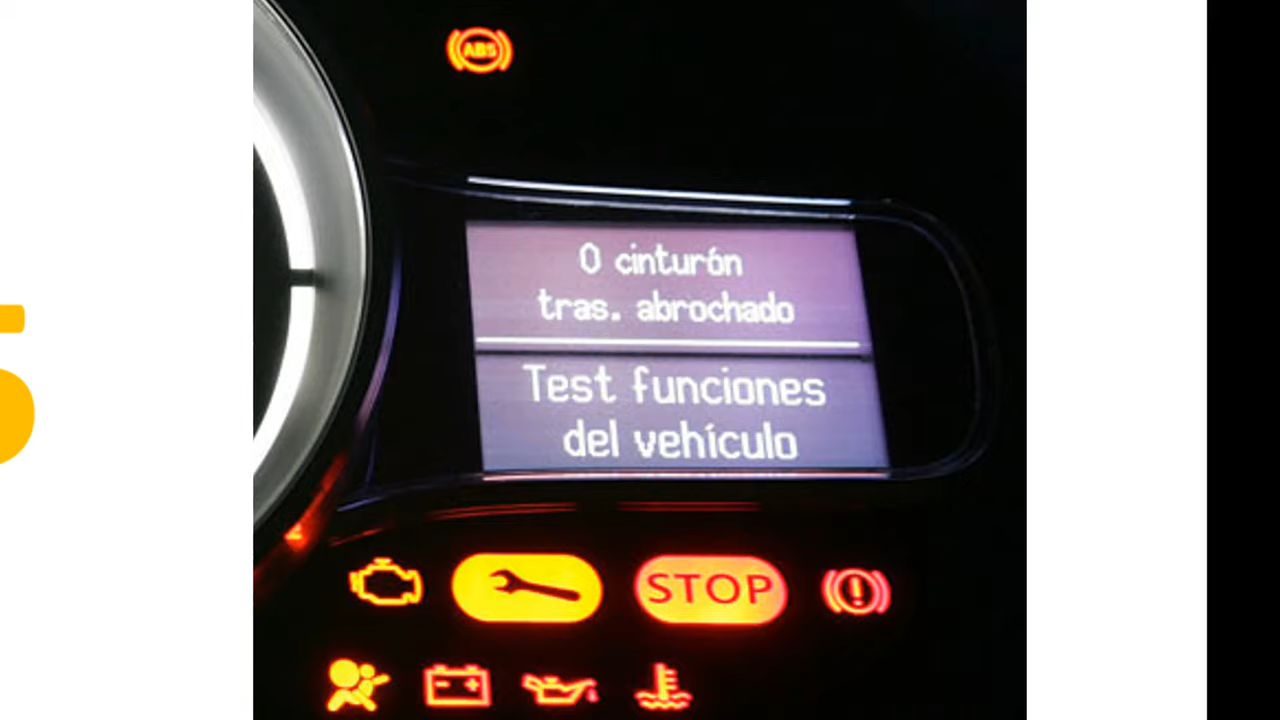 ABS
0 cinturón
tras. abrochado
Test funciones
del vehículo
STOP